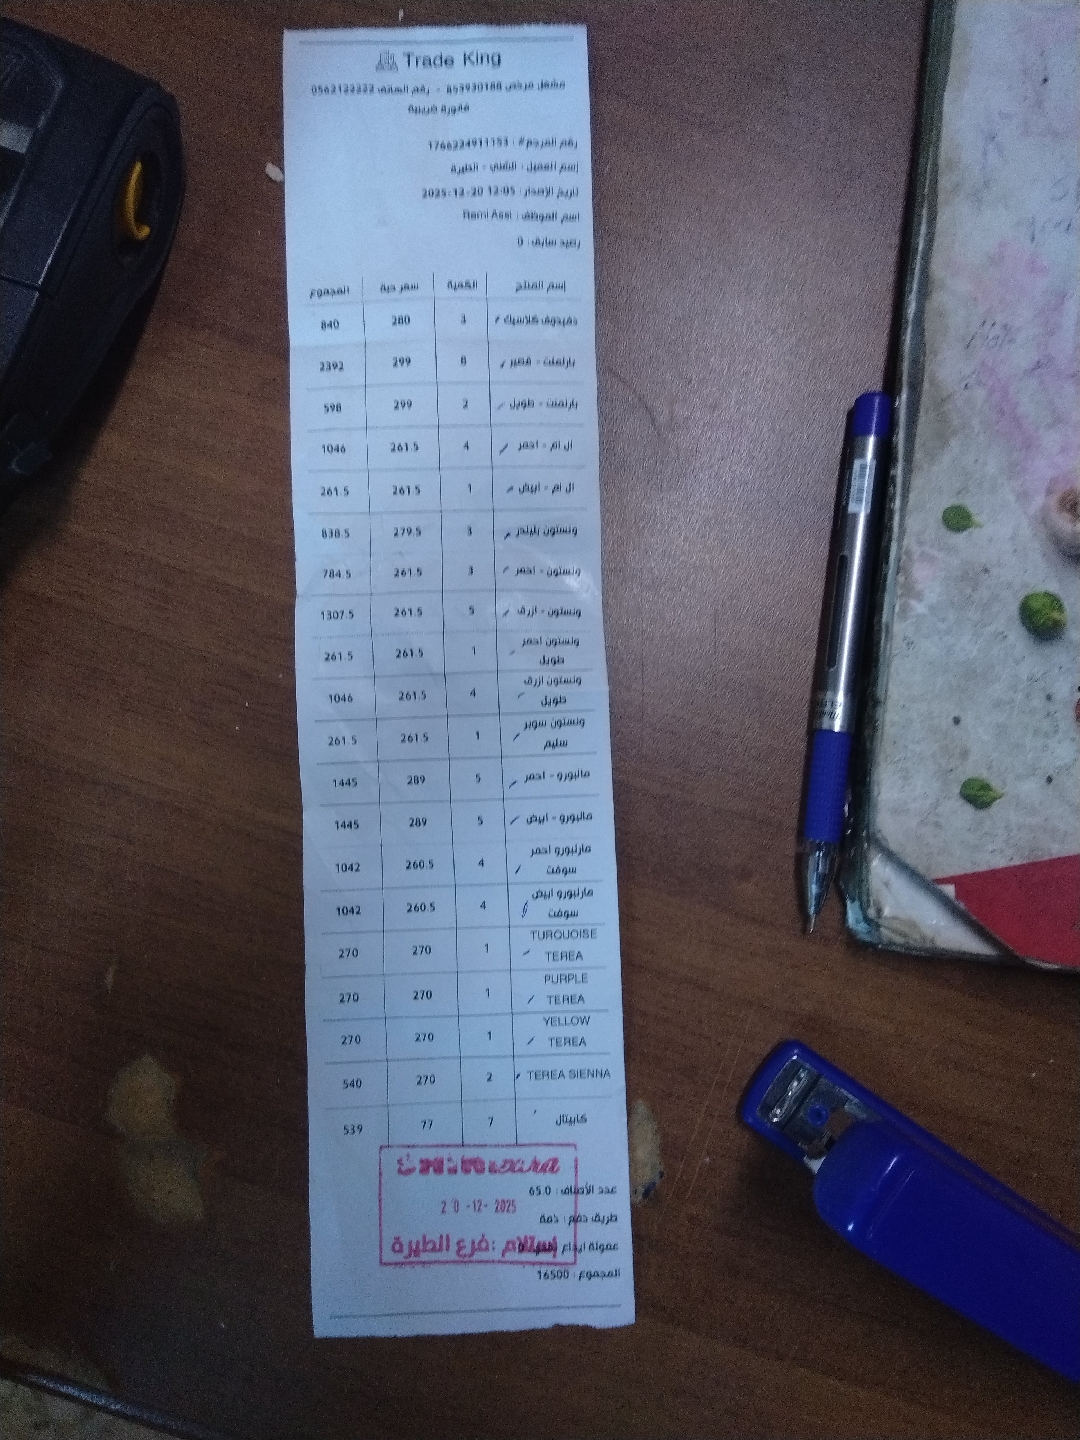 Trade King
مشغل مرخص 853930188 - رقم الهاتف 0562122222
فاتورة ضريبية
رقم المرجع# : 1766224911153
إسم العميل : الشني - الطيرة
تاريخ الإصدار : 2025-12-20 12:05
اسم الموظف : Rami Assi
رصيد سابق : 0
إسم المنتج الكمية سعر حبة المجموع
دفيدوف كلاسيك 3 280 840
بارلمنت - قصير 8 299 2392
بارلمنت - طويل 2 299 598
ال ام - احمر 4 261.5 1046
ال ام - ابيض 1 261.5 261.5
ونستون بليندر 3 279.5 838.5
ونستون - احمر 3 261.5 784.5
ونستون - ازرق 5 261.5 1307.5
ونستون احمر طويل 1 261.5 261.5
ونستون ازرق طويل 4 261.5 1046
ونستون سوبر سليم 1 261.5 261.5
مالبورو - احمر 5 289 1445
مالبورو - ابيض 5 289 1445
مارلبورو احمر سوفت 4 260.5 1042
مارلبورو ابيض سوفت 4 260.5 1042
TURQUOISE TEREA 1 270 270
PURPLE TEREA 1 270 270
YELLOW TEREA 1 270 270
TEREA SIENNA 2 270 540
كابيتال 7 77 539
عدد الأصناف : 65.0
20-12-2025
طريق دفع : ذمة
إستلام :فرع الطيرة
عمولة ايداع
المجموع : 16500